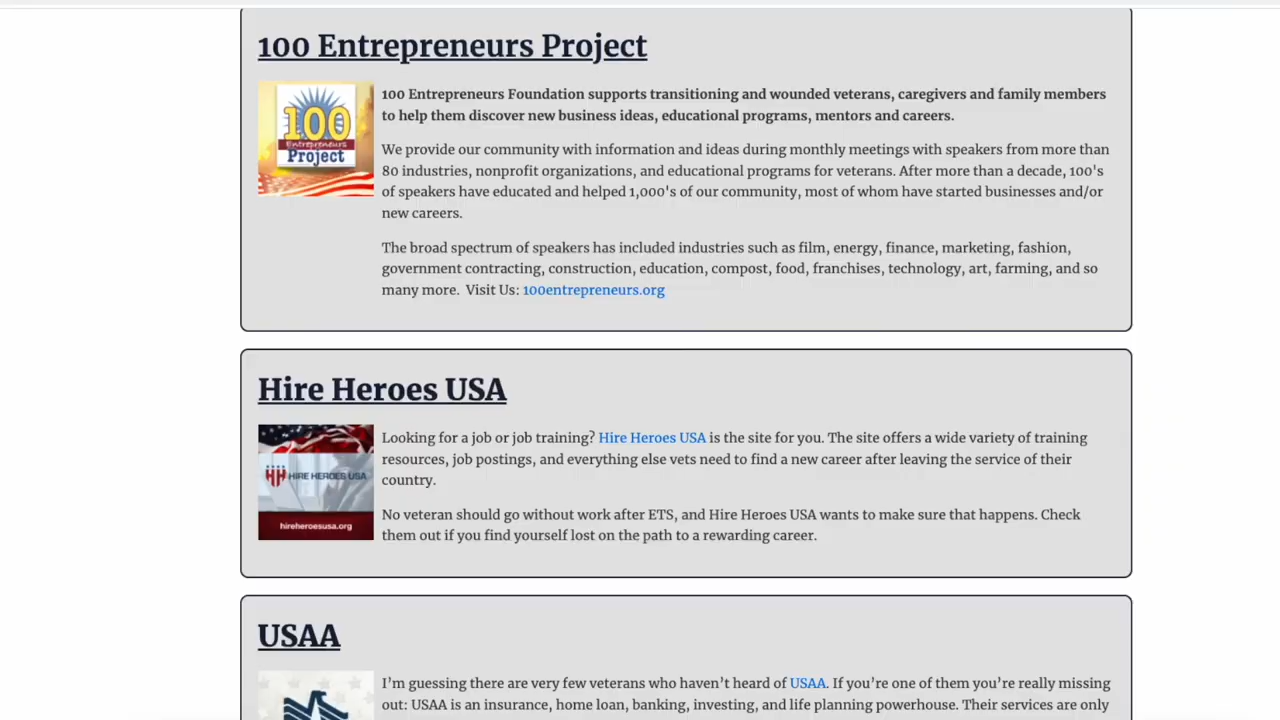 100 Entrepreneurs Project
100
Entrepreneurs
Project
100 Entrepreneurs Foundation supports transitioning and wounded veterans, caregivers and family members
to help them discover new business ideas, educational programs, mentors and careers.
We provide our community with information and ideas during monthly meetings with speakers from more than
80 industries, nonprofit organizations, and educational programs for veterans. After more than a decade, 100's
of speakers have educated and helped 1,000's of our community, most of whom have started businesses and/or
new careers.
The broad spectrum of speakers has included industries such as film, energy, finance, marketing, fashion,
government contracting, construction, education, compost, food, franchises, technology, art, farming, and so
many more. Visit Us: 100entrepreneurs.org
Hire Heroes USA
HIRE HEROES USA
hireheroesusa.org
Looking for a job or job training? Hire Heroes USA is the site for you. The site offers a wide variety of training
resources, job postings, and everything else vets need to find a new career after leaving the service of their
country.
No veteran should go without work after ETS, and Hire Heroes USA wants to make sure that happens. Check
them out if you find yourself lost on the path to a rewarding career.
USAA
I'm guessing there are very few veterans who haven't heard of USAA. If you're one of them you're really missing
out: USAA is an insurance, home loan, banking, investing, and life planning powerhouse. Their services are only